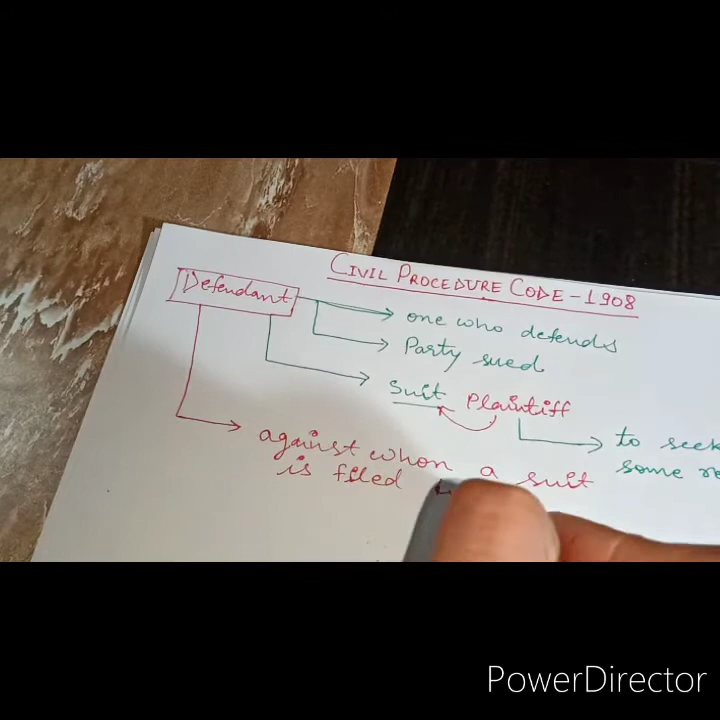 CIVIL PROCEDURE CODE - 1908
Defendant
one who defends
Party sued
Suit Plaintiff
to seek
some
against whom a suit
is filed
PowerDirector